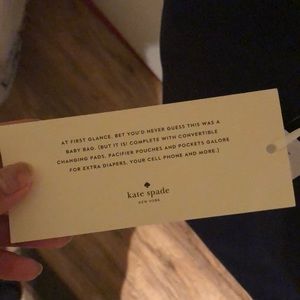 AT FIRST GLANCE, BET YOU'D NEVER GUESS THIS WAS A
BABY BAG. (BUT IT IS! COMPLETE WITH CONVERTIBLE
CHANGING PADS, PACIFIER POUCHES AND POCKETS GALORE
FOR EXTRA DIAPERS, YOUR CELL PHONE AND MORE.)
kate spade
NEW YORK